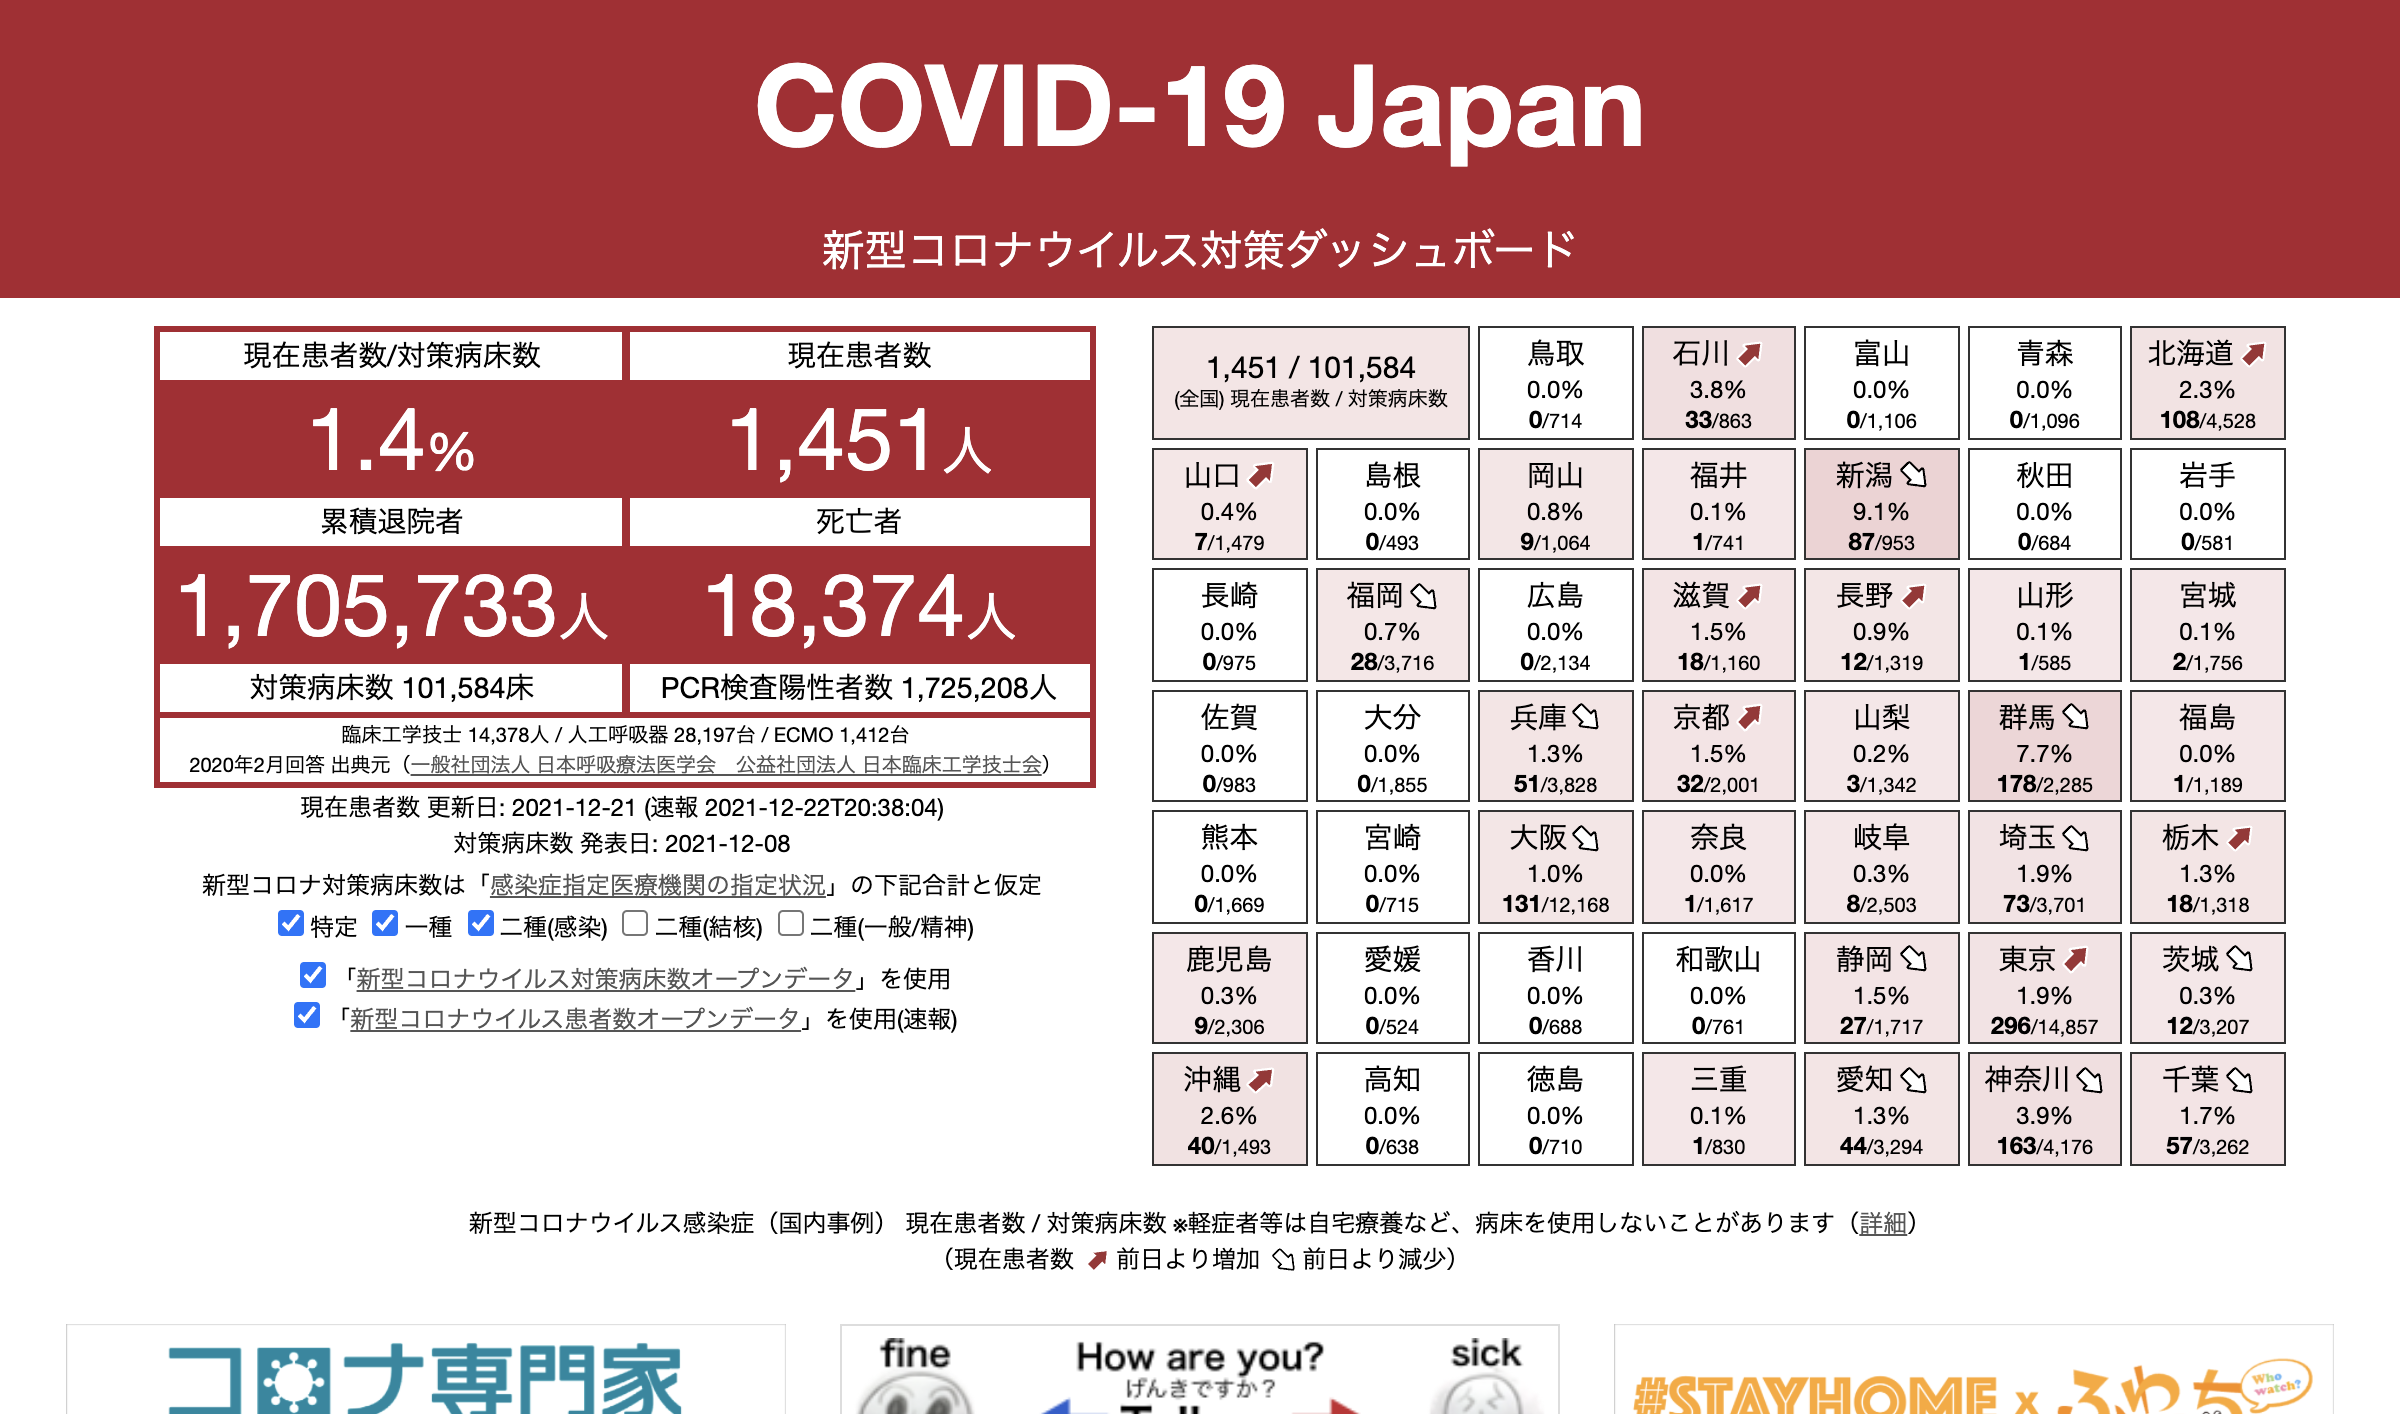 COVID-19 Japan
新型コロナウイルス対策ダッシュボード
現在患者数/対策病床数
現在患者数
1.4%
1,451人
累積退院者
死亡者
1,705,733人
18,374人
対策病床数 101,584床
PCR検査陽性者数 1,725,208人
臨床工学技士 14,378人 / 人工呼吸器 28,197台 / ECMO 1,412台
2020年2月回答 出典元（一般社団法人 日本呼吸療法医学会　公益社団法人 日本臨床工学技士会）
現在患者数 更新日: 2021-12-21 (速報 2021-12-22T20:38:04)
対策病床数 発表日: 2021-12-08
新型コロナ対策病床数は「感染症指定医療機関の指定状況」の下記合計と仮定
特定 一種 二種(感染) 二種(結核) 二種(一般/精神)
「新型コロナウイルス対策病床数オープンデータ」を使用
「新型コロナウイルス患者数オープンデータ」を使用(速報)
1,451 / 101,584
(全国) 現在患者数 / 対策病床数
鳥取
0.0%
0/714
石川
3.8%
33/863
富山
0.0%
0/1,106
青森
0.0%
0/1,096
北海道
2.3%
108/4,528
山口
0.4%
7/1,479
島根
0.0%
0/493
岡山
0.8%
9/1,064
福井
0.1%
1/741
新潟
9.1%
87/953
秋田
0.0%
0/684
岩手
0.0%
0/581
長崎
0.0%
0/975
福岡
0.7%
28/3,716
広島
0.0%
0/2,134
滋賀
1.5%
18/1,160
長野
0.9%
12/1,319
山形
0.1%
1/585
宮城
0.1%
2/1,756
佐賀
0.0%
0/983
大分
0.0%
0/1,855
兵庫
1.3%
51/3,828
京都
1.5%
32/2,001
山梨
0.2%
3/1,342
群馬
7.7%
178/2,285
福島
0.0%
1/1,189
熊本
0.0%
0/1,669
宮崎
0.0%
0/715
大阪
1.0%
131/12,168
奈良
0.0%
1/1,617
岐阜
0.3%
8/2,503
埼玉
1.9%
73/3,701
栃木
1.3%
18/1,318
鹿児島
0.3%
9/2,306
愛媛
0.0%
0/524
香川
0.0%
0/688
和歌山
0.0%
0/761
静岡
1.5%
27/1,717
東京
1.9%
296/14,857
茨城
0.3%
12/3,207
沖縄
2.6%
40/1,493
高知
0.0%
0/638
徳島
0.0%
0/710
三重
0.1%
1/830
愛知
1.3%
44/3,294
神奈川
3.9%
163/4,176
千葉
1.7%
57/3,262
新型コロナウイルス感染症（国内事例） 現在患者数 / 対策病床数 ※軽症者等は自宅療養など、病床を使用しないことがあります（詳細）
（現在患者数 前日より増加 前日より減少）
コロナ専門家
fine
How are you?
sick
げんきですか？
#STAYHOME x ふわっち
Who watch?